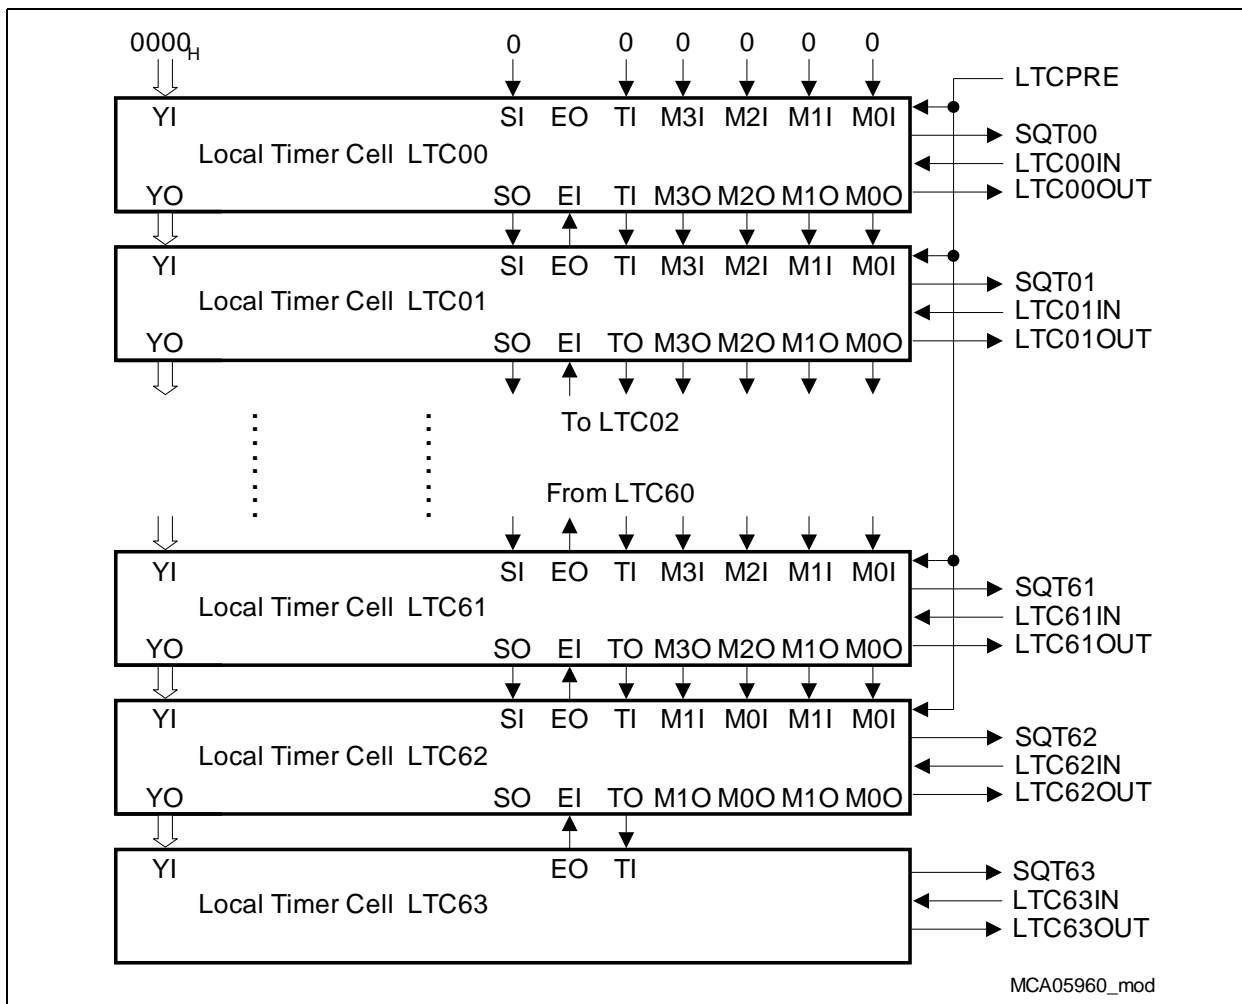 0000H 0 0 0 0 0 0
LTCPRE
YI SI EO TI M3I M2I M1I M0I
SQT00
Local Timer Cell LTC00
LTC00IN
YO SO EI TI M3O M2O M1O M0O
LTC00OUT
YI SI EO TI M3I M2I M1I M0I
SQT01
Local Timer Cell LTC01
LTC01IN
YO SO EI TO M3O M2O M1O M0O
LTC01OUT
To LTC02
From LTC60
YI SI EO TI M3I M2I M1I M0I
SQT61
Local Timer Cell LTC61
LTC61IN
YO SO EI TO M3O M2O M1O M0O
LTC61OUT
YI SI EO TI M1I M0I M1I M0I
SQT62
Local Timer Cell LTC62
LTC62IN
YO SO EI TO M1O M0O M1O M0O
LTC62OUT
YI EO TI
SQT63
Local Timer Cell LTC63
LTC63IN
LTC63OUT
MCA05960_mod